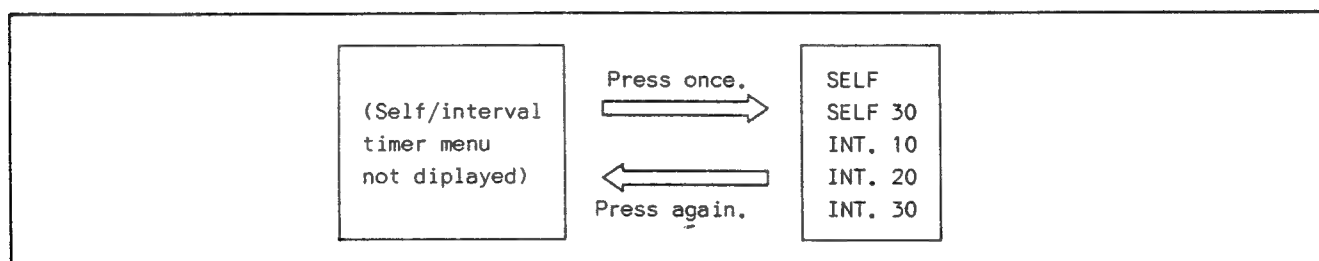 (Self/interval
timer menu
not diplayed)
Press once.
Press again.
SELF
SELF 30
INT. 10
INT. 20
INT. 30